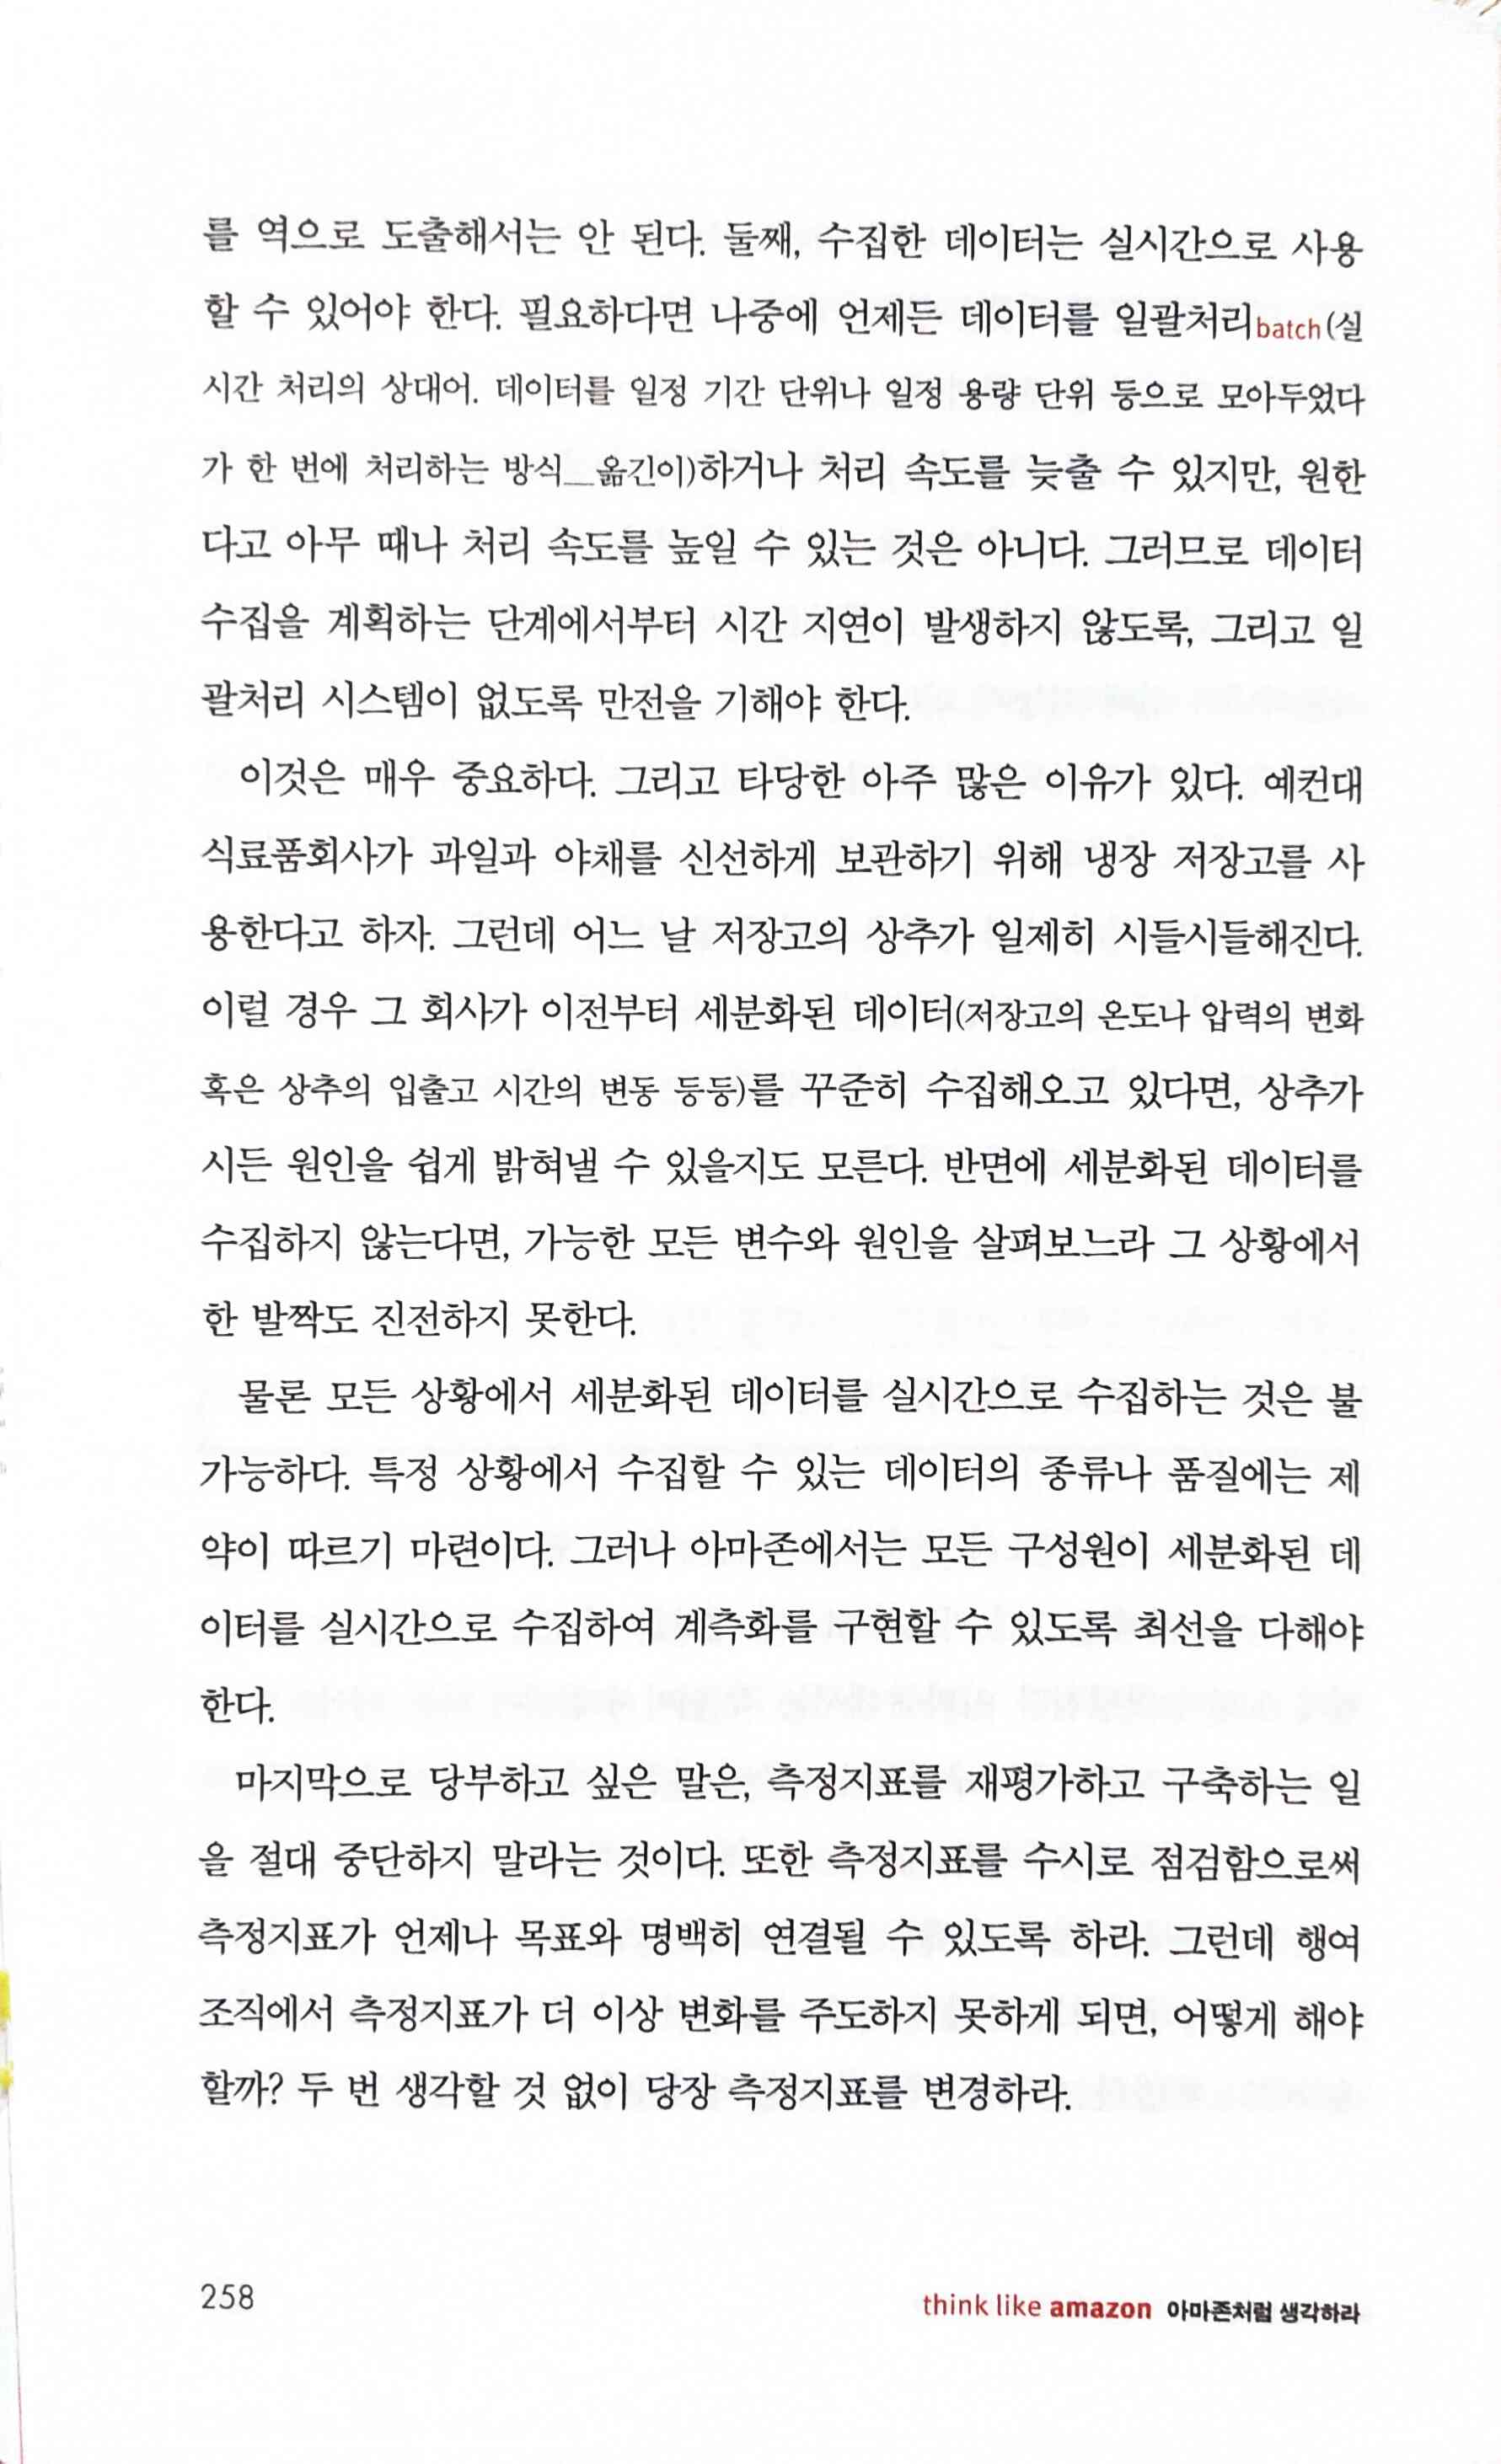 를 역으로 도출해서는 안 된다. 둘째, 수집한 데이터는 실시간으로 사용
할 수 있어야 한다. 필요하다면 나중에 언제든 데이터를 일괄처리batch(실
시간 처리의 상대어. 데이터를 일정 기간 단위나 일정 용량 단위 등으로 모아두었다
가 한 번에 처리하는 방식_옮긴이)하거나 처리 속도를 늦출 수 있지만, 원한
다고 아무 때나 처리 속도를 높일 수 있는 것은 아니다. 그러므로 데이터
수집을 계획하는 단계에서부터 시간 지연이 발생하지 않도록, 그리고 일
괄처리 시스템이 없도록 만전을 기해야 한다.
이것은 매우 중요하다. 그리고 타당한 아주 많은 이유가 있다. 예컨대
식료품회사가 과일과 야채를 신선하게 보관하기 위해 냉장 저장고를 사
용한다고 하자. 그런데 어느 날 저장고의 상추가 일제히 시들시들해진다.
이럴 경우 그 회사가 이전부터 세분화된 데이터(저장고의 온도나 압력의 변화
혹은 상추의 입출고 시간의 변동 등등)를 꾸준히 수집해오고 있다면, 상추가
시든 원인을 쉽게 밝혀낼 수 있을지도 모른다. 반면에 세분화된 데이터를
수집하지 않는다면, 가능한 모든 변수와 원인을 살펴보느라 그 상황에서
한 발짝도 진전하지 못한다.
물론 모든 상황에서 세분화된 데이터를 실시간으로 수집하는 것은 불
가능하다. 특정 상황에서 수집할 수 있는 데이터의 종류나 품질에는 제
약이 따르기 마련이다. 그러나 아마존에서는 모든 구성원이 세분화된 데
이터를 실시간으로 수집하여 계측화를 구현할 수 있도록 최선을 다해야
한다.
마지막으로 당부하고 싶은 말은, 측정지표를 재평가하고 구축하는 일
을 절대 중단하지 말라는 것이다. 또한 측정지표를 수시로 점검함으로써
측정지표가 언제나 목표와 명백히 연결될 수 있도록 하라. 그런데 행여
조직에서 측정지표가 더 이상 변화를 주도하지 못하게 되면, 어떻게 해야
할까? 두 번 생각할 것 없이 당장 측정지표를 변경하라.
258
think like amazon 아마존처럼 생각하라